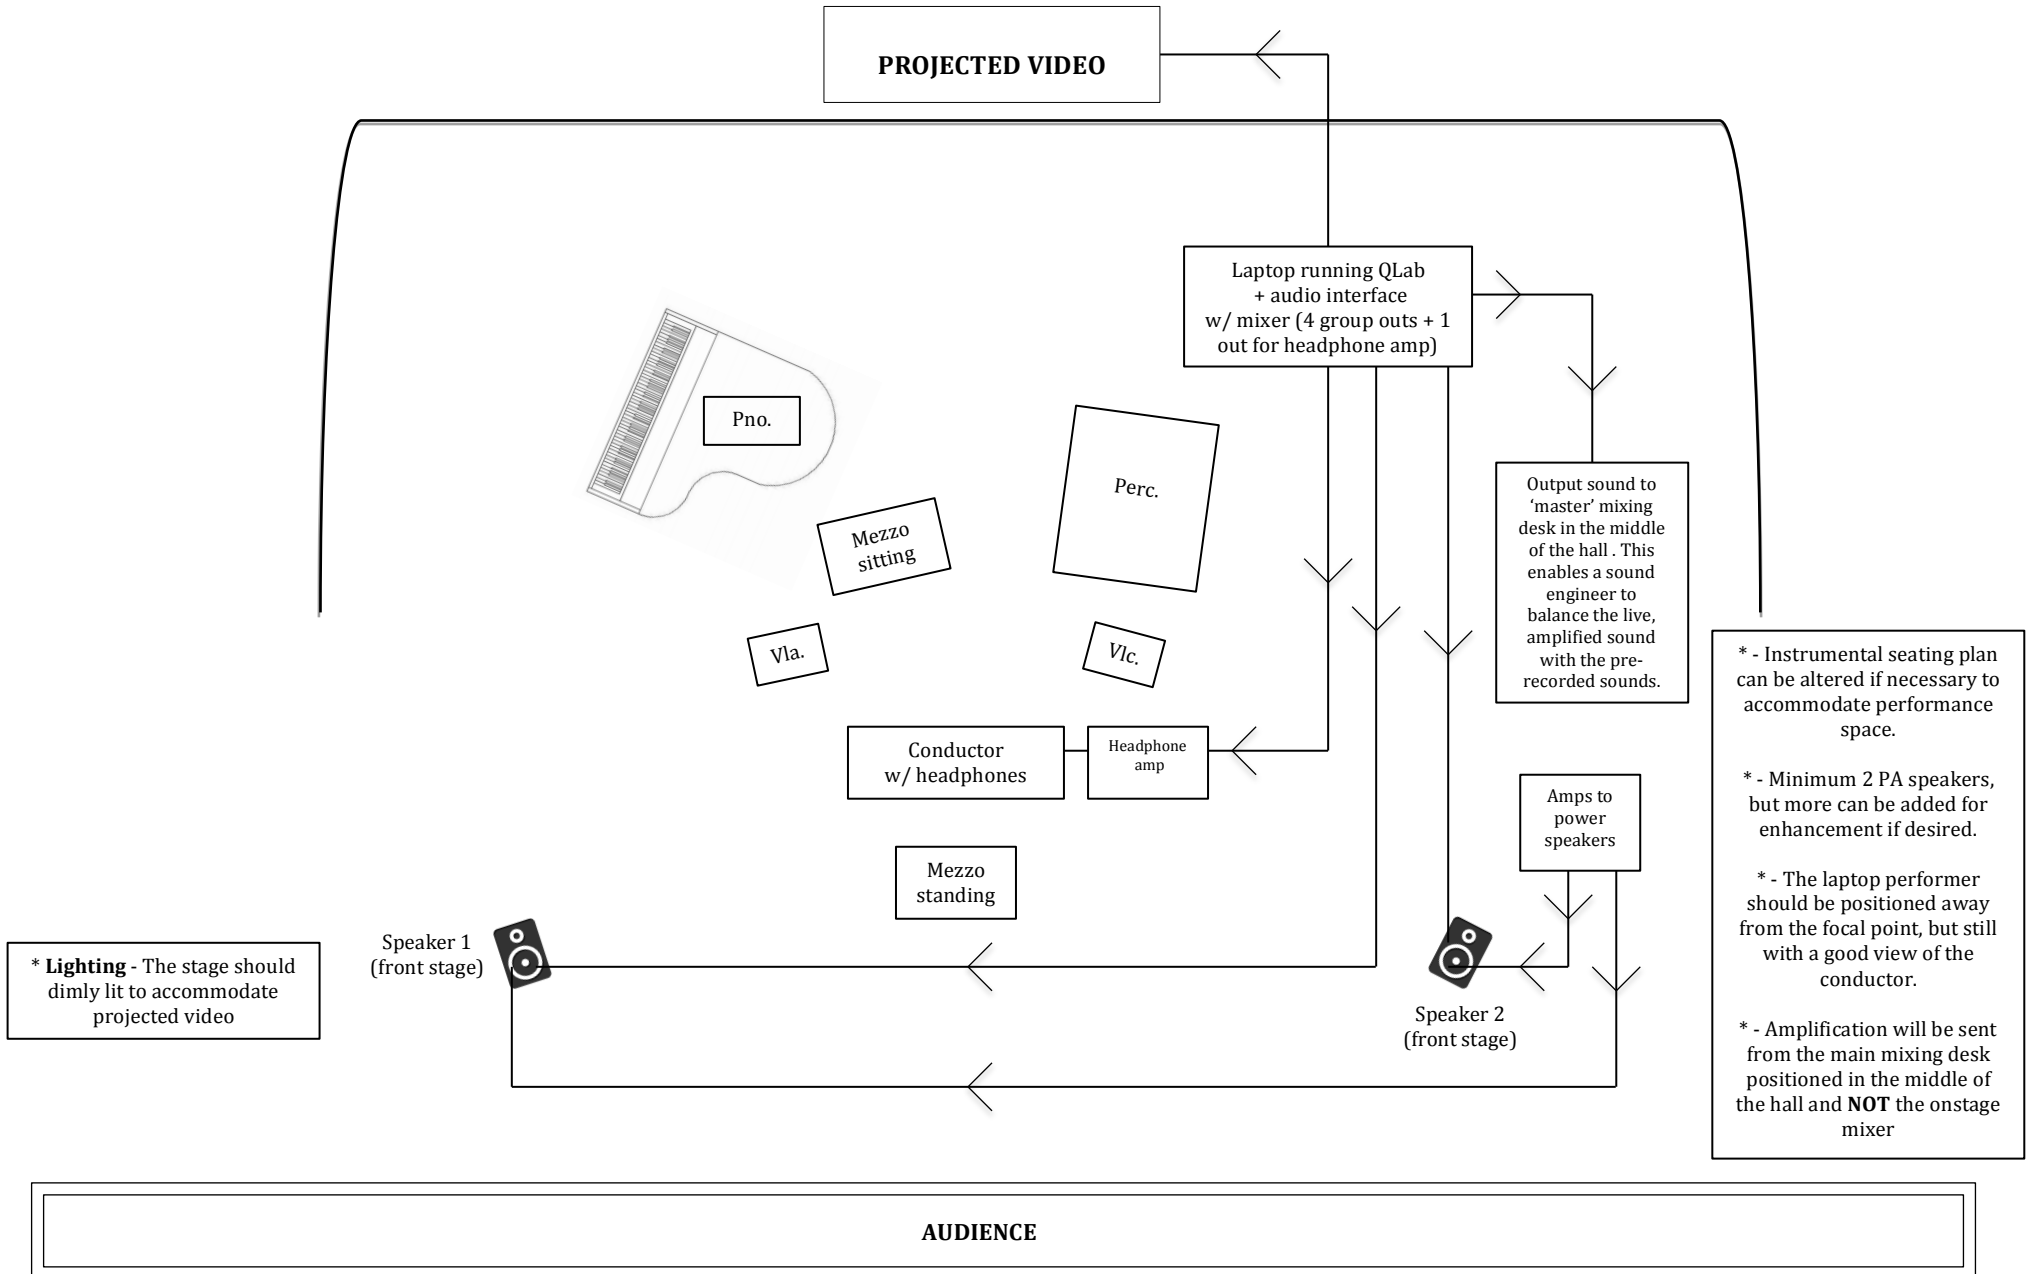 PROJECTED VIDEO
Laptop running QLab
+ audio interface
w/ mixer (4 group outs + 1
out for headphone amp)
Pno.
Perc.
Mezzo
sitting
Output sound to
‘master’ mixing
desk in the middle
of the hall . This
enables a sound
engineer to
balance the live,
amplified sound
with the pre-
recorded sounds.
Vla.
Vlc.
* - Instrumental seating plan
can be altered if necessary to
accommodate performance
space.
* - Minimum 2 PA speakers,
but more can be added for
enhancement if desired.
* - The laptop performer
should be positioned away
from the focal point, but still
with a good view of the
conductor.
* - Amplification will be sent
from the main mixing desk
positioned in the middle of
the hall and NOT the onstage
mixer
Conductor
w/ headphones
Headphone
amp
Amps to
power
speakers
Mezzo
standing
Speaker 1
(front stage)
* Lighting - The stage should
dimly lit to accommodate
projected video
Speaker 2
(front stage)
AUDIENCE